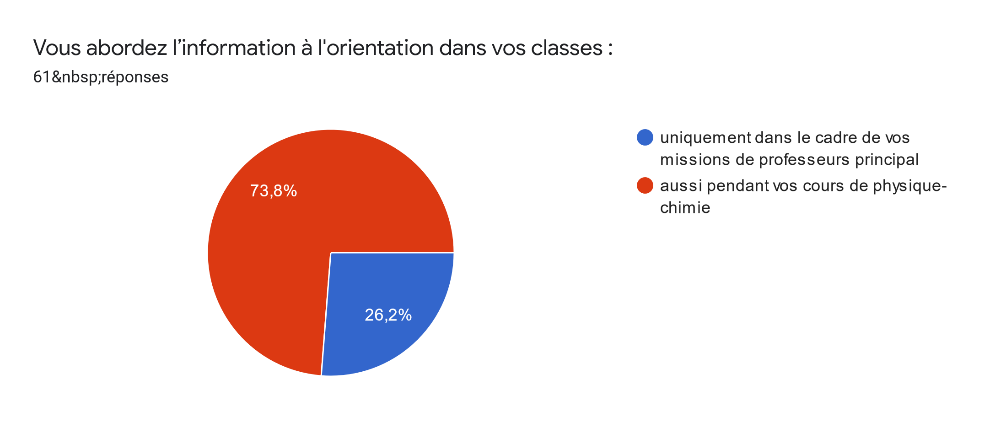 Vous abordez l’information à l'orientation dans vos classes :
61&nbsp;réponses
uniquement dans le cadre de vos
missions de professeurs principal
aussi pendant vos cours de physique-
chimie
73,8%
26,2%